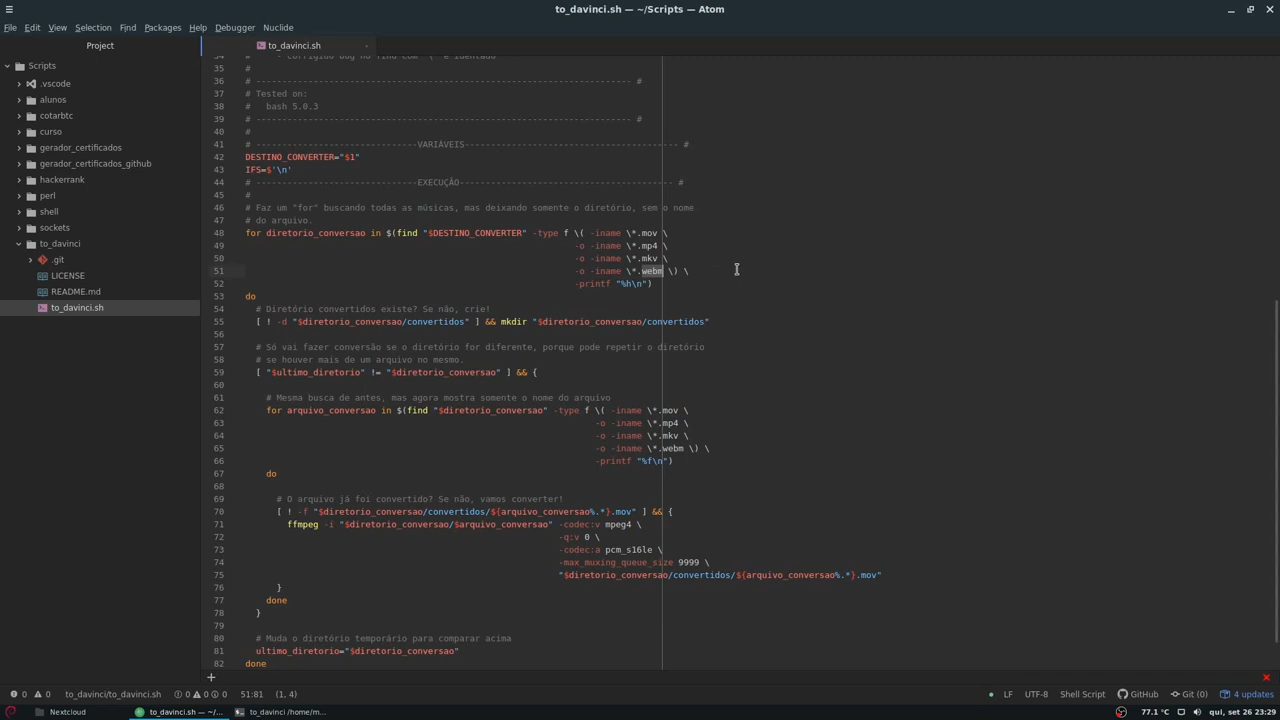 to_davinci.sh — ~/Scripts — Atom
File Edit View Selection Find Packages Help Debugger Nuclide
Project
to_davinci.sh
Scripts
.vscode
alunos
cotarbtc
curso
gerador_certificados
gerador_certificados_github
hackerrank
perl
shell
sockets
to_davinci
.git
LICENSE
README.md
to_davinci.sh
34 # - Corrigido bug no find com "(" e identado
35 #
36 # ----------------------------------------------------------------------- #
37 # Tested on:
38 #   bash 5.0.3
39 # ----------------------------------------------------------------------- #
40 #
41 # -------------------------------VARIÁVEIS---------------------------------------- #
42 DESTINO_CONVERTER="$1"
43 IFS=$'\n'
44 # -------------------------------EXECUÇÃO--------------------------------------- #
45 #
46 # Faz um "for" buscando todas as músicas, mas deixando somente o diretório, sem o nome
47 # do arquivo.
48 for diretorio_conversao in $(find "$DESTINO_CONVERTER" -type f \( -iname \*.mov \
49 -o -iname \*.mp4 \
50 -o -iname \*.mkv \
51 -o -iname \*.webm \) \
52 -printf "%h\n")
53 do
54 # Diretório convertidos existe? Se não, crie!
55 [ ! -d "$diretorio_conversao/convertidos" ] && mkdir "$diretorio_conversao/convertidos"
56
57 # Só vai fazer conversão se o diretório for diferente, porque pode repetir o diretório
58 # se houver mais de um arquivo no mesmo.
59 [ "$ultimo_diretorio" != "$diretorio_conversao" ] && {
60
61 # Mesma busca de antes, mas agora mostra somente o nome do arquivo
62 for arquivo_conversao in $(find "$diretorio_conversao" -type f \( -iname \*.mov \
63 -o -iname \*.mp4 \
64 -o -iname \*.mkv \
65 -o -iname \*.webm \) \
66 -printf "%f\n")
67 do
68
69 # O arquivo já foi convertido? Se não, vamos converter!
70 [ ! -f "$diretorio_conversao/convertidos/${arquivo_conversao%.*}.mov" ] && {
71 ffmpeg -i "$diretorio_conversao/$arquivo_conversao" -codec:v mpeg4 \
72 -q:v 0 \
73 -codec:a pcm_s16le \
74 -max_muxing_queue_size 9999 \
75 "$diretorio_conversao/convertidos/${arquivo_conversao%.*}.mov"
76 }
77 done
78 }
79
80 # Muda o diretório temporário para comparar acima
81 ultimo_diretorio="$diretorio_conversao"
82 done
+
0 0 to_davinci/to_davinci.sh 0 0 0 51:81 (1, 4) LF UTF-8 Shell Script GitHub Git (0) 4 updates
Nextcloud to_davinci.sh — ~/... to_davinci /home/m... 77.1 °C qui, set 26 23:29